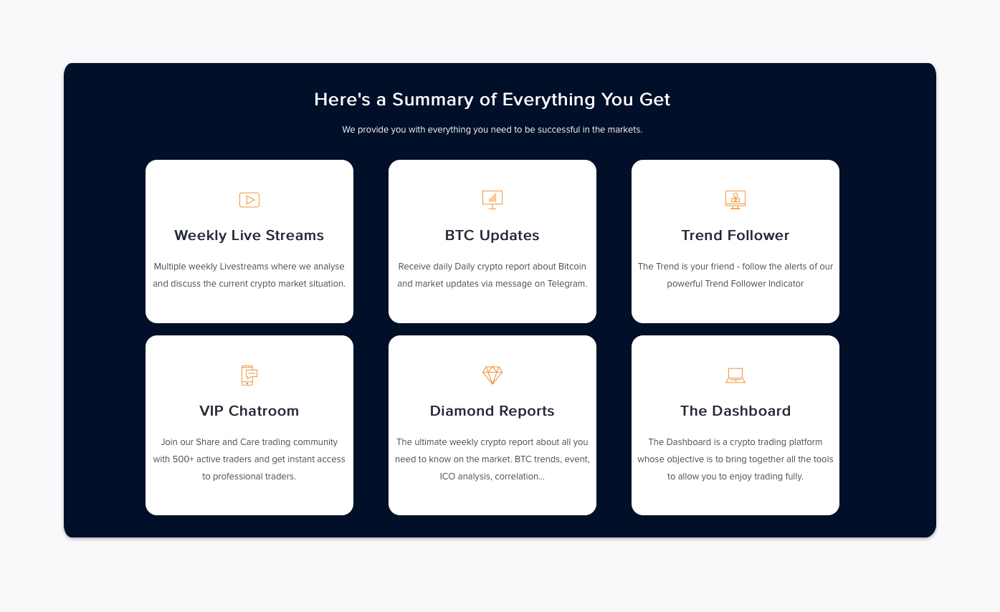 Here's a Summary of Everything You Get
We provide you with everything you need to be successful in the markets.
Weekly Live Streams
Multiple weekly Livestreams where we analyse
and discuss the current crypto market situation.
BTC Updates
Receive daily Daily crypto report about Bitcoin
and market updates via message on Telegram.
Trend Follower
The Trend is your friend - follow the alerts of our
powerful Trend Follower Indicator
VIP Chatroom
Join our Share and Care trading community
with 500+ active traders and get instant access
to professional traders.
Diamond Reports
The ultimate weekly crypto report about all you
need to know on the market. BTC trends, event,
ICO analysis, correlation...
The Dashboard
The Dashboard is a crypto trading platform
whose objective is to bring together all the tools
to allow you to enjoy trading fully.